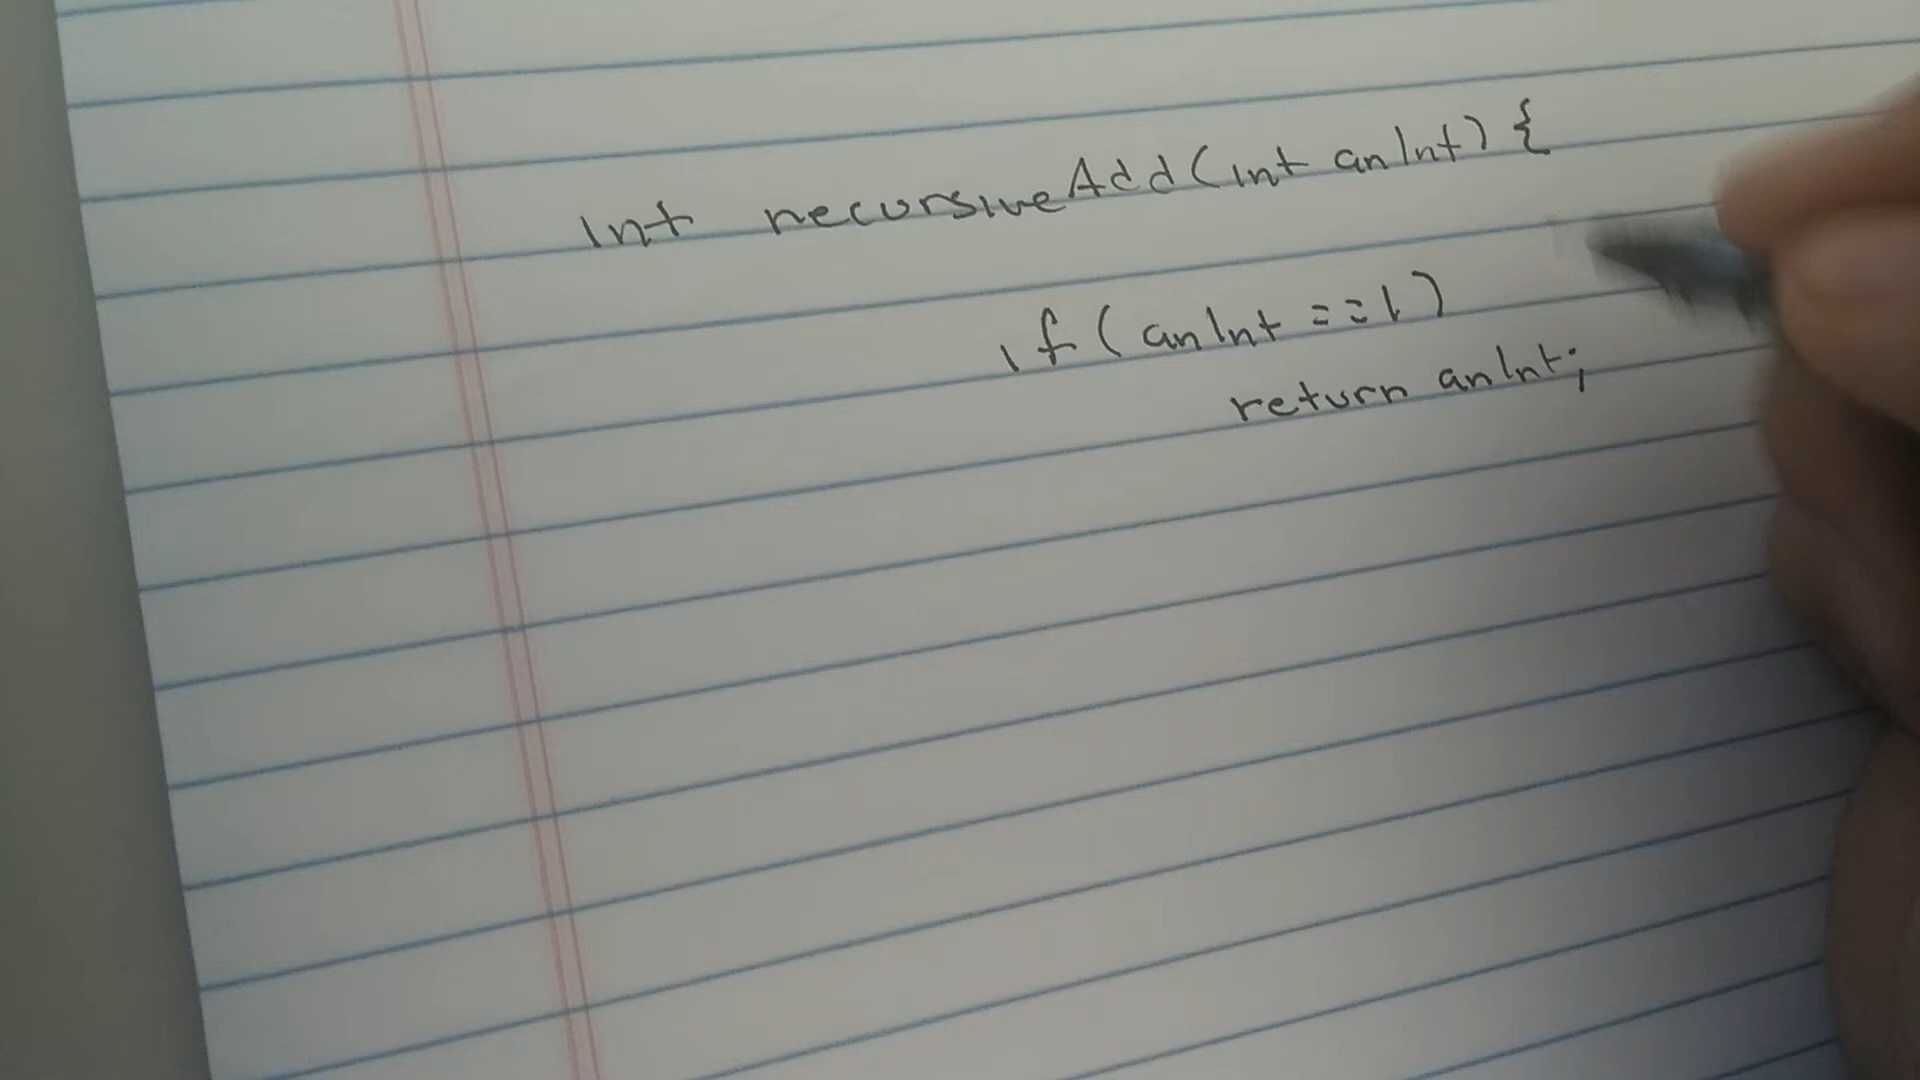 int recursiveAdd(int anInt) {
if (anInt == 1)
return anInt;